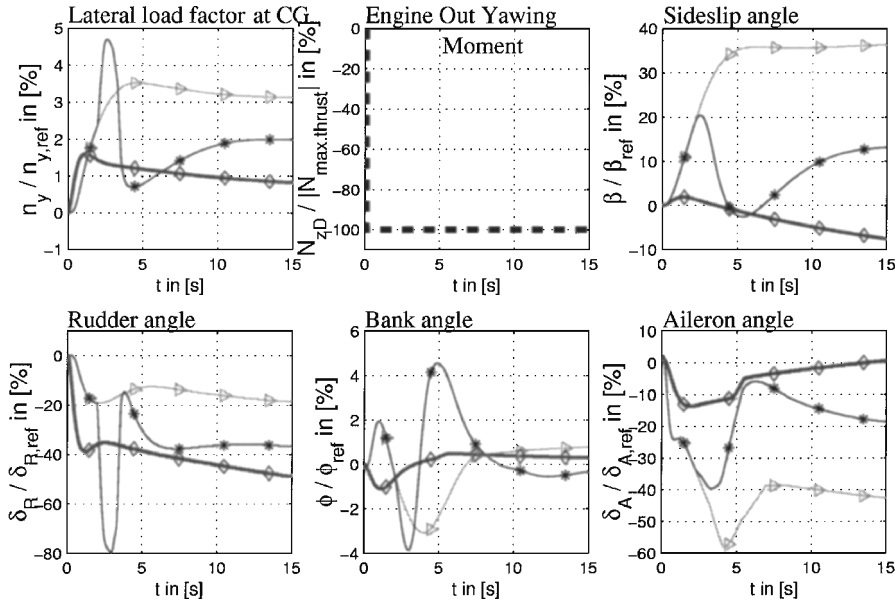 Lateral load factor at CG
n_y / n_y,ref in [%]
5
4
3
2
1
0
−1
0 5 10 15
t in [s]
Engine Out Yawing
Moment
N_zD / |N_max.thrust| in [%]
0
−20
−40
−60
−80
−100
0 5 10 15
t in [s]
Sideslip angle
β / β_ref in [%]
40
30
20
10
0
−10
0 5 10 15
t in [s]
Rudder angle
δ_R / δ_R,ref in [%]
0
−20
−40
−60
−80
0 5 10 15
t in [s]
Bank angle
ϕ / ϕ_ref in [%]
6
4
2
0
−2
−4
0 5 10 15
t in [s]
Aileron angle
δ_A / δ_A,ref in [%]
10
0
−10
−20
−30
−40
−50
−60
0 5 10 15
t in [s]